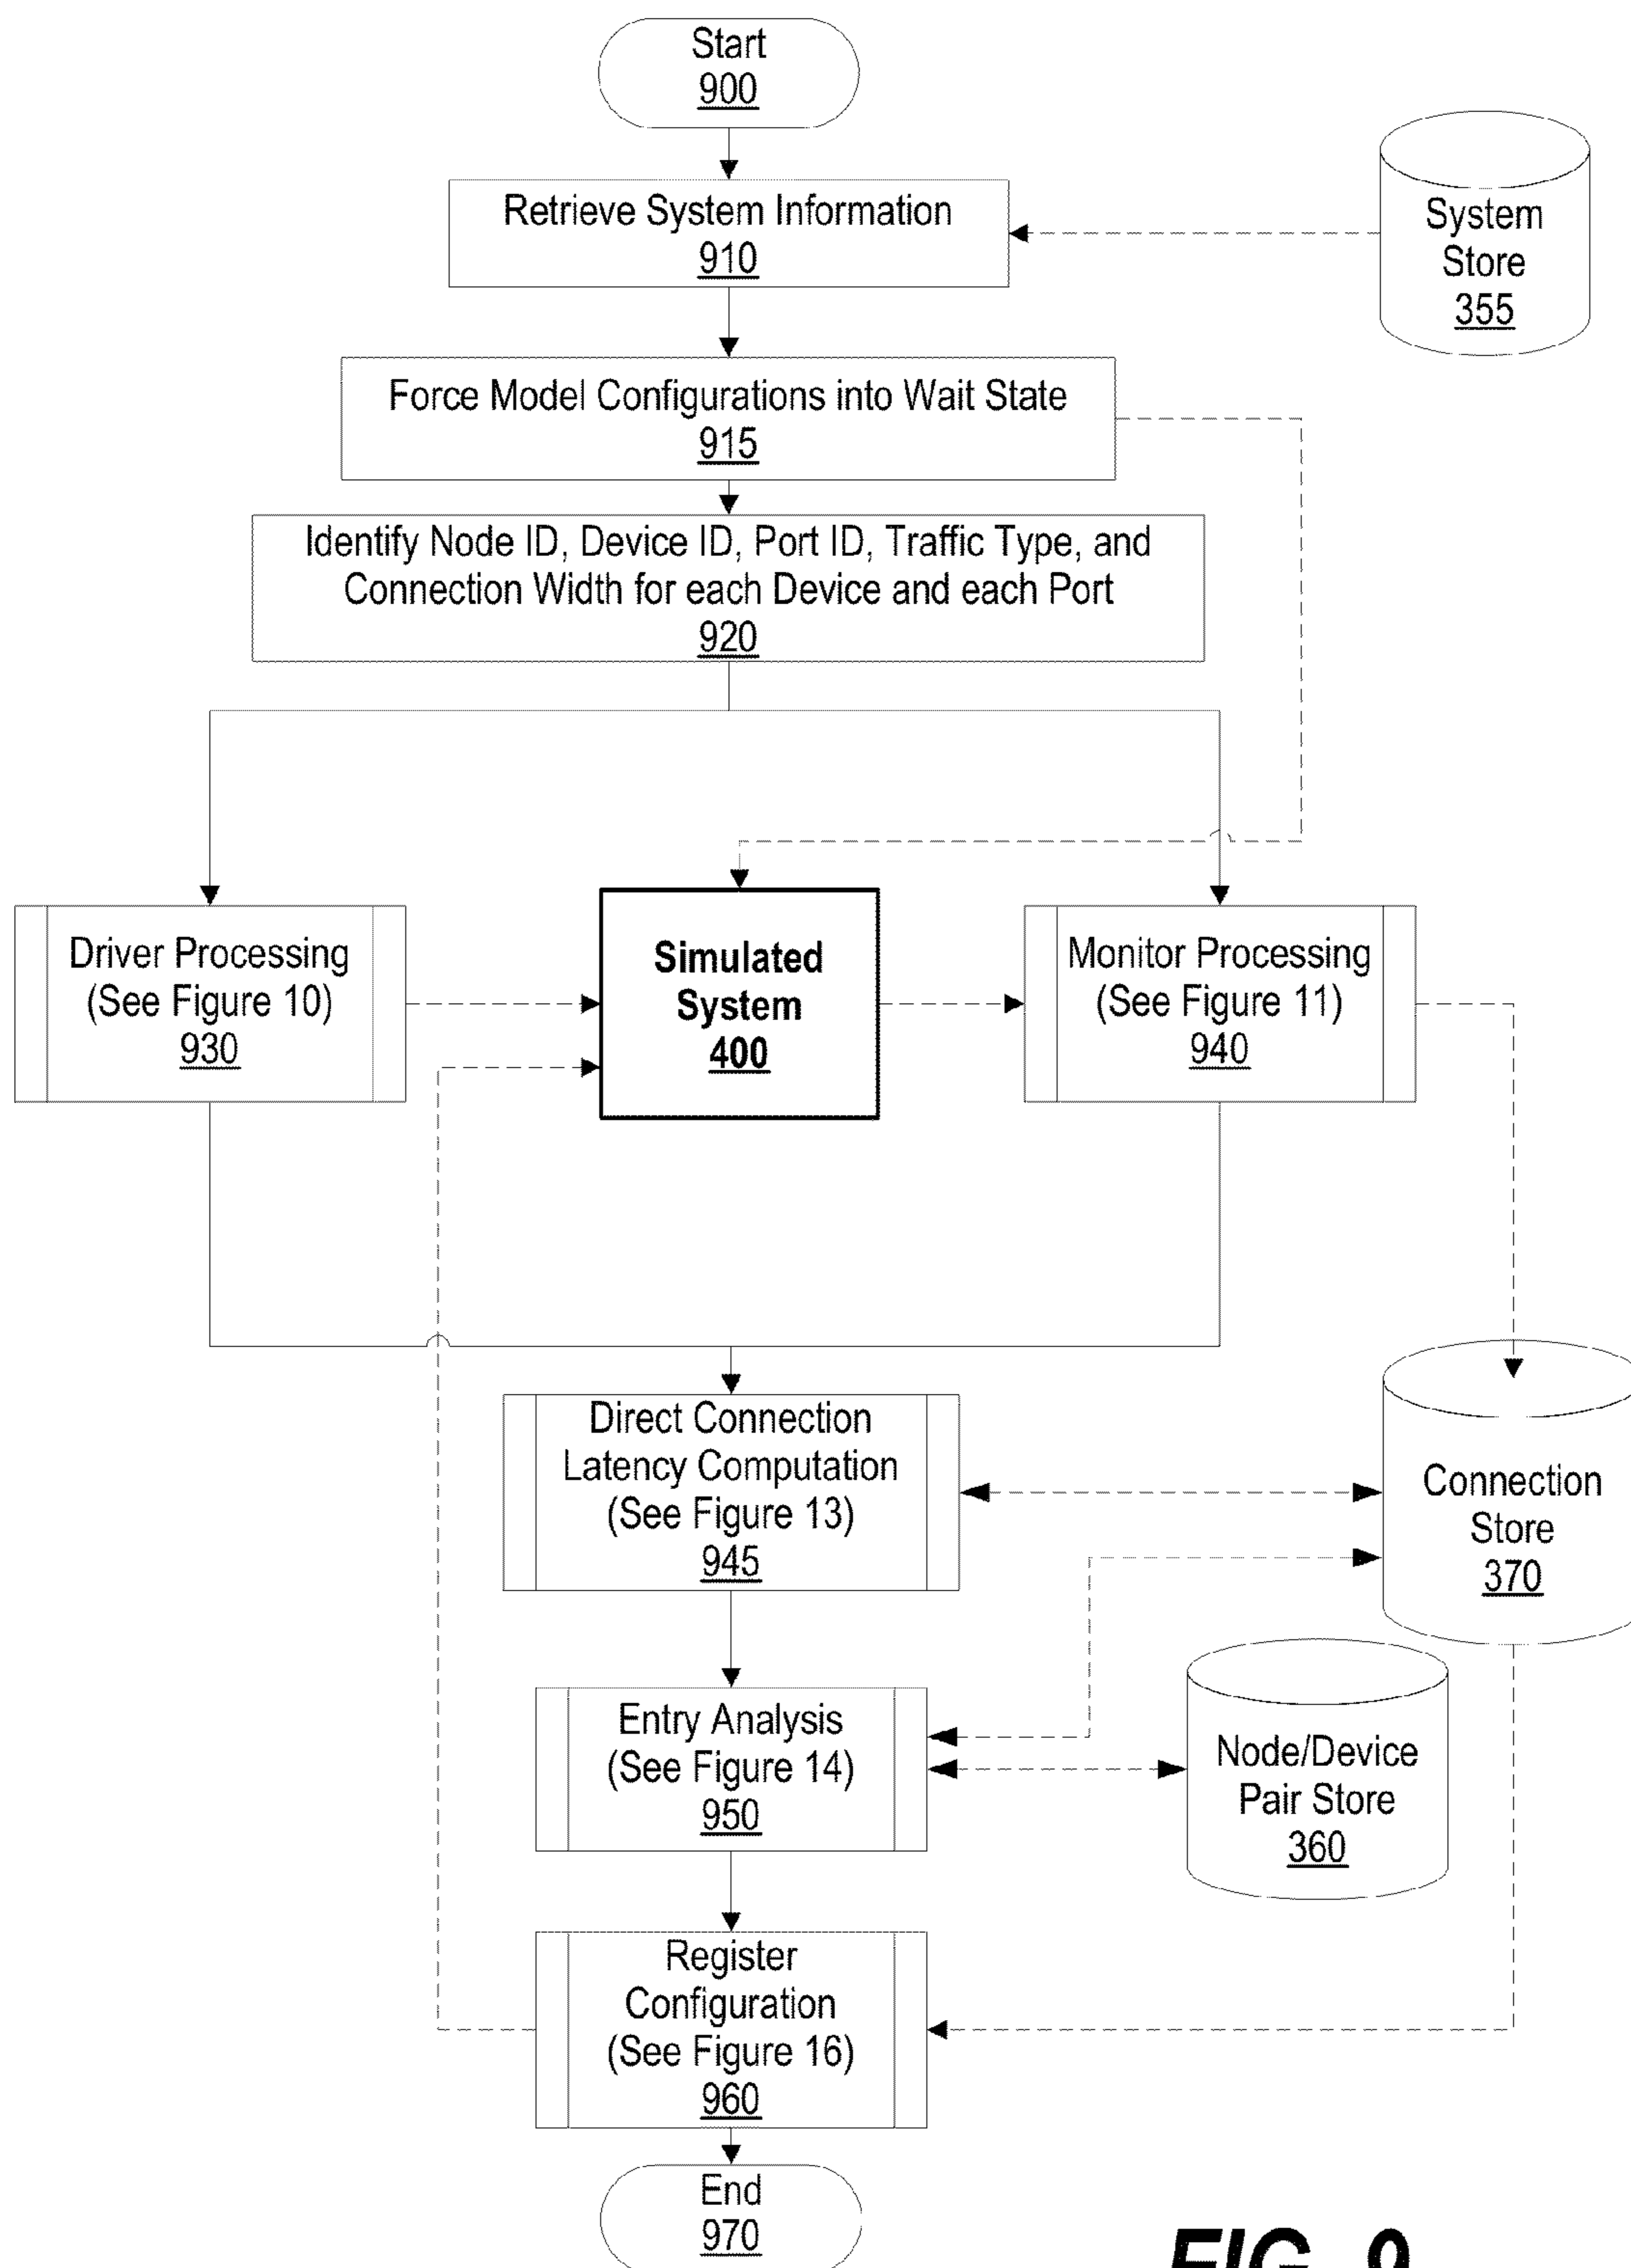 Start
900
Retrieve System Information
910
System
Store
355
Force Model Configurations into Wait State
915
Identify Node ID, Device ID, Port ID, Traffic Type, and
Connection Width for each Device and each Port
920
Driver Processing
(See Figure 10)
930
Simulated
System
400
Monitor Processing
(See Figure 11)
940
Direct Connection
Latency Computation
(See Figure 13)
945
Connection
Store
370
Entry Analysis
(See Figure 14)
950
Node/Device
Pair Store
360
Register
Configuration
(See Figure 16)
960
End
970
FIG. 9